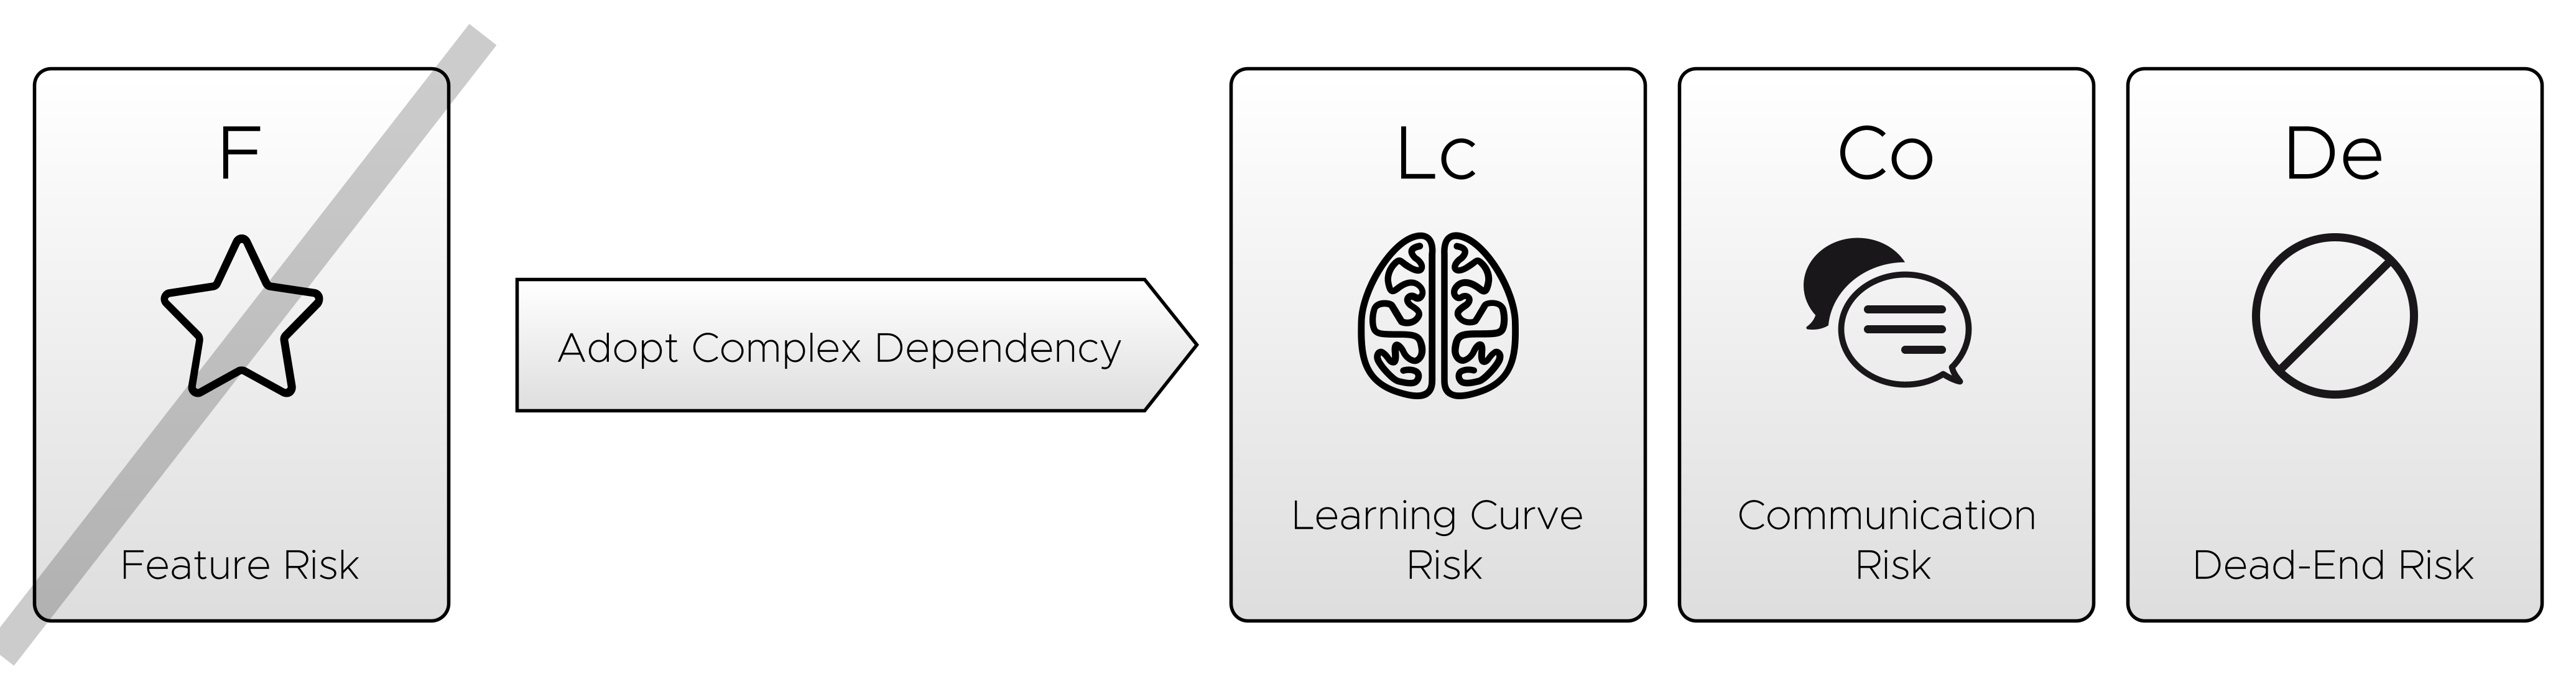 F
Feature Risk
Adopt Complex Dependency
Lc
Learning Curve
Risk
Co
Communication
Risk
De
Dead-End Risk